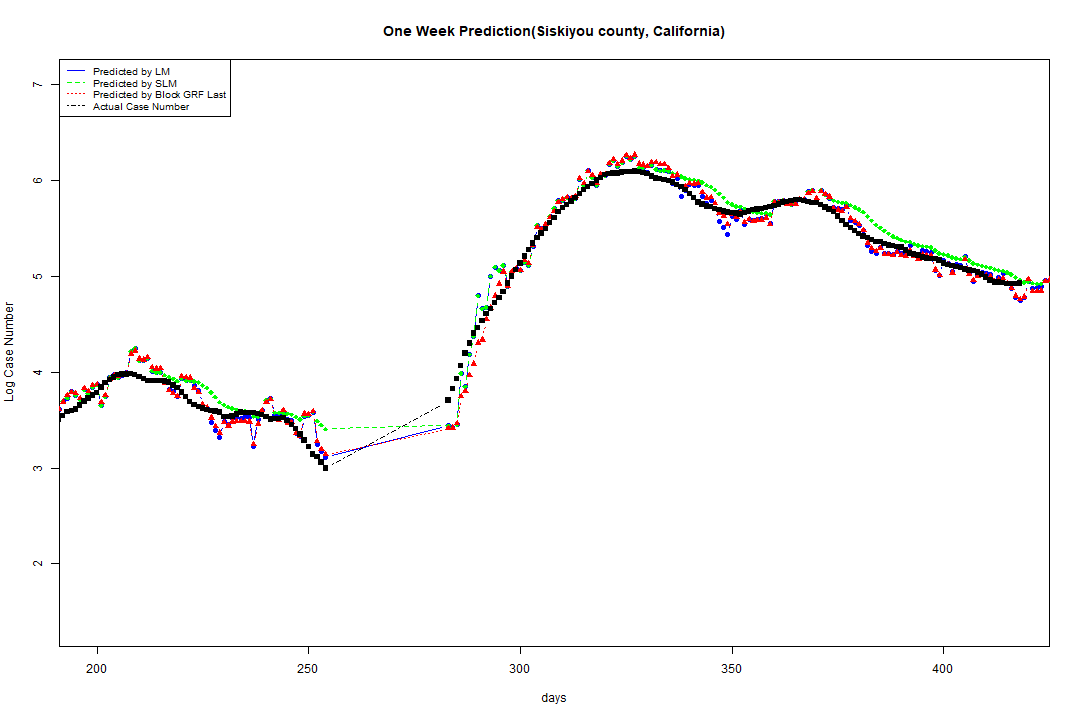 One Week Prediction(Siskiyou county, California)
Predicted by LM
Predicted by SLM
Predicted by Block GRF Last
Actual Case Number
7
6
5
4
3
2
Log Case Number
200 250 300 350 400
days